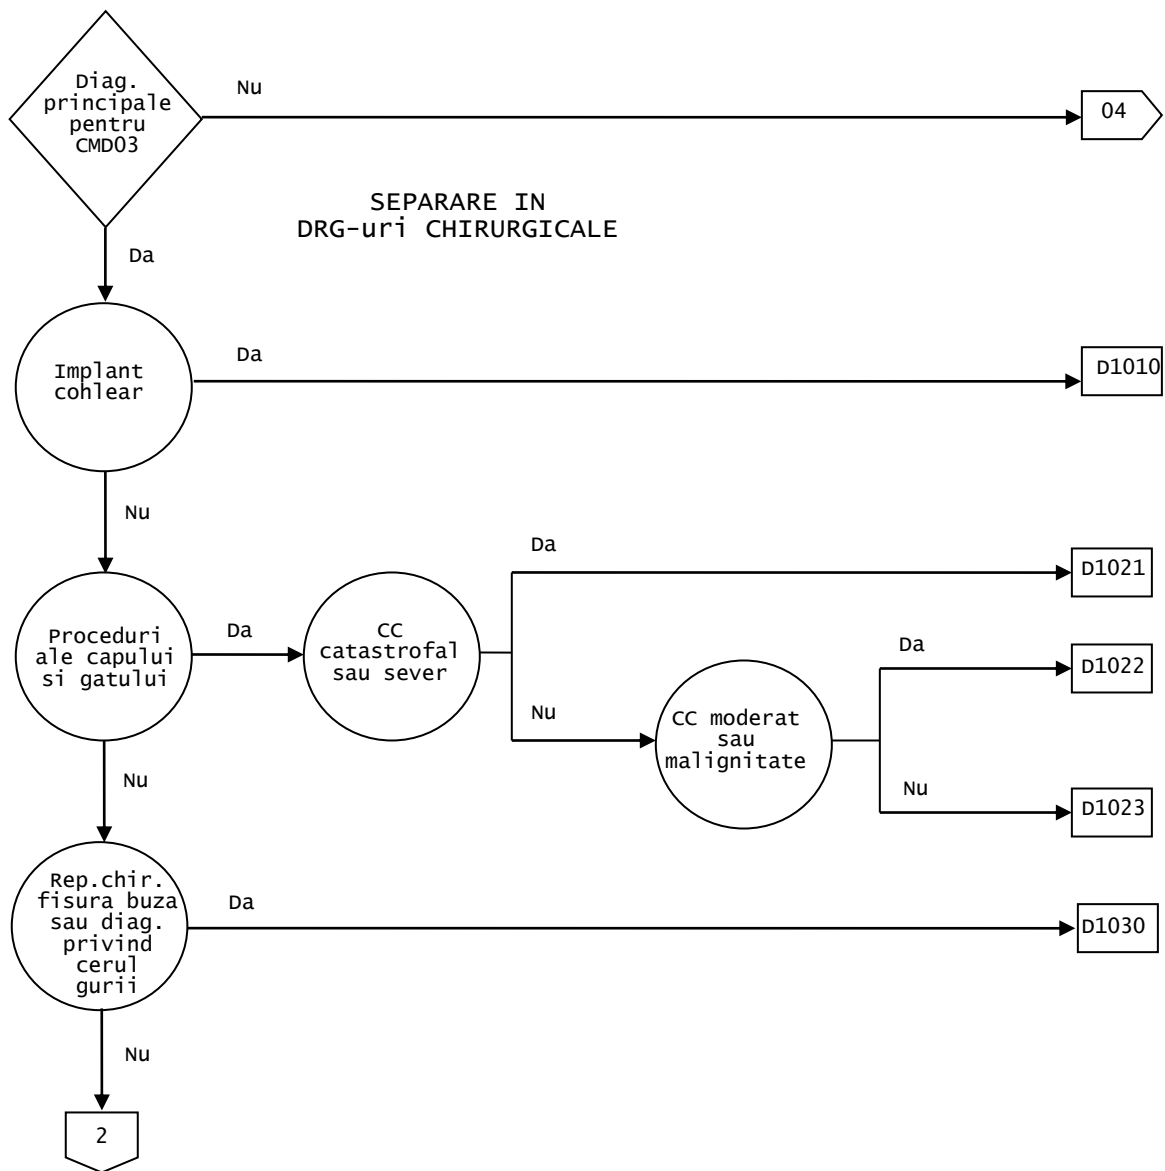 Diag.
principale
pentru
CMD03
Nu
04
SEPARARE IN
DRG-uri CHIRURGICALE
Da
Implant
cohlear
Da
D1010
Nu
Proceduri
ale capului
si gatului
Da
CC
catastrofal
sau sever
Da
D1021
Nu
CC moderat
sau
malignitate
Da
D1022
Nu
D1023
Nu
Rep.chir.
fisura buza
sau diag.
privind
cerul
gurii
Da
D1030
Nu
2